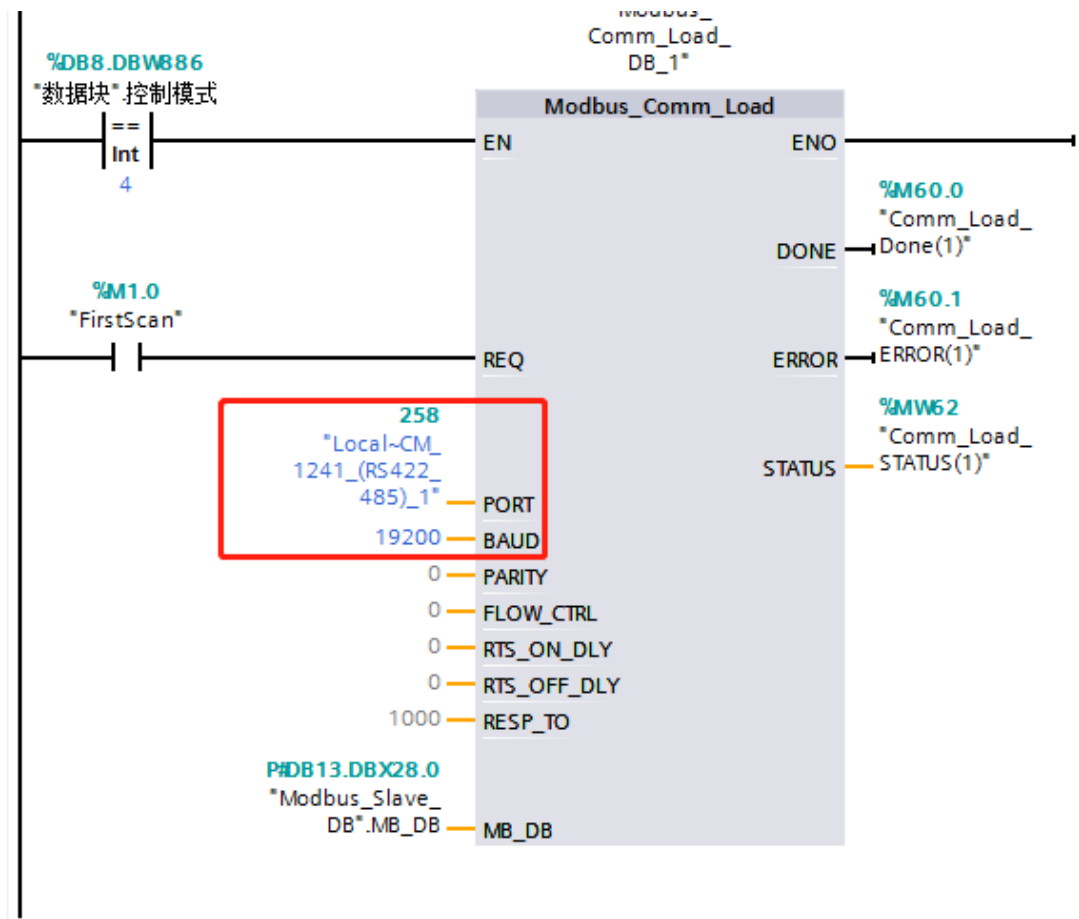 Modbus_
Comm_Load_
DB_1"
%DB8.DBW886
"数据块".控制模式
==
Int
4
Modbus_Comm_Load
EN
ENO
%M60.0
"Comm_Load_
Done(1)"
DONE
%M1.0
"FirstScan"
%M60.1
"Comm_Load_
ERROR(1)"
REQ
ERROR
258
"Local~CM_
1241_(RS422_
485)_1"
PORT
%MW62
"Comm_Load_
STATUS(1)"
STATUS
19200
BAUD
0
PARITY
0
FLOW_CTRL
0
RTS_ON_DLY
0
RTS_OFF_DLY
1000
RESP_TO
P#DB13.DBX28.0
"Modbus_Slave_
DB".MB_DB
MB_DB